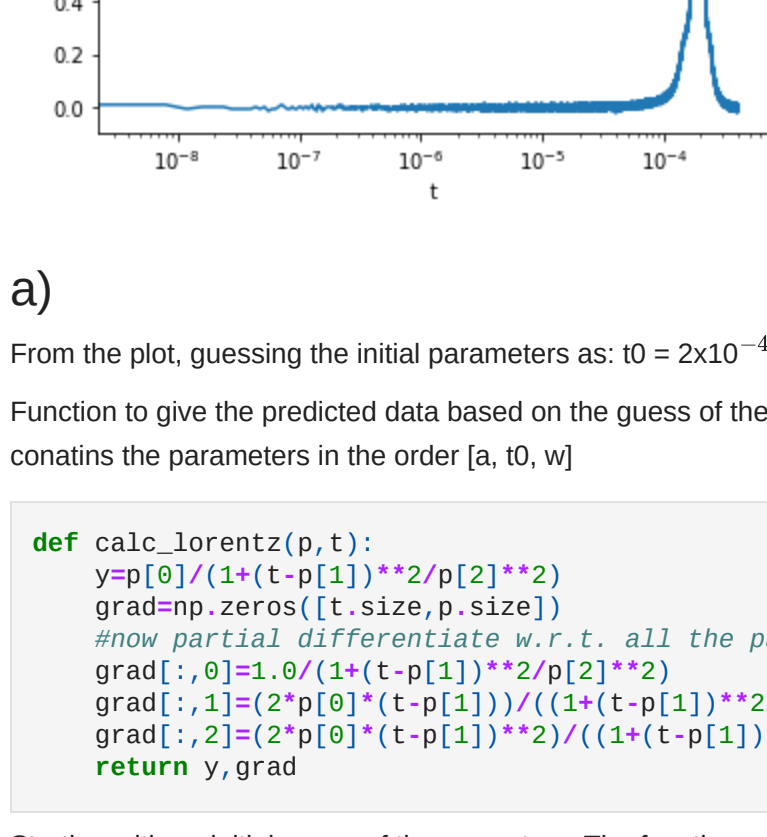 0.4
0.2
0.0
10⁻⁸ 10⁻⁷ 10⁻⁶ 10⁻⁵ 10⁻⁴
t
a)
From the plot, guessing the initial parameters as: t0 = 2x10⁻⁴
Function to give the predicted data based on the guess of the
conatins the parameters in the order [a, t0, w]
def calc_lorentz(p,t):
    y=p[0]/(1+(t-p[1])**2/p[2]**2)
    grad=np.zeros([t.size,p.size])
    #now partial differentiate w.r.t. all the
    grad[:,0]=1.0/(1+(t-p[1])**2/p[2]**2)
    grad[:,1]=(2*p[0]*(t-p[1]))/((1+(t-p[1])**2
    grad[:,2]=(2*p[0]*(t-p[1])**2)/((1+(t-p[1])
    return y,grad